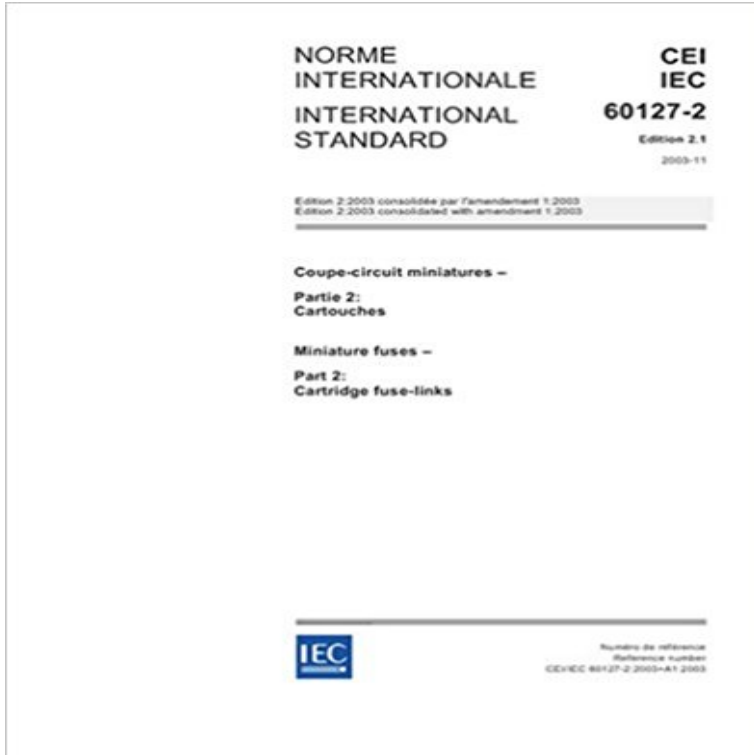 NORME
INTERNATIONALE
CEI
IEC
INTERNATIONAL
STANDARD
60127-2
Edition 2.1
2003-11
Edition 2:2003 consolidée par l'amendement 1:2003
Edition 2:2003 consolidated with amendment 1:2003
Coupe-circuit miniatures –
Partie 2:
Cartouches
Miniature fuses –
Part 2:
Cartridge fuse-links
IEC
Numéro de référence
Reference number
CEI/IEC 60127-2:2003+A1:2003